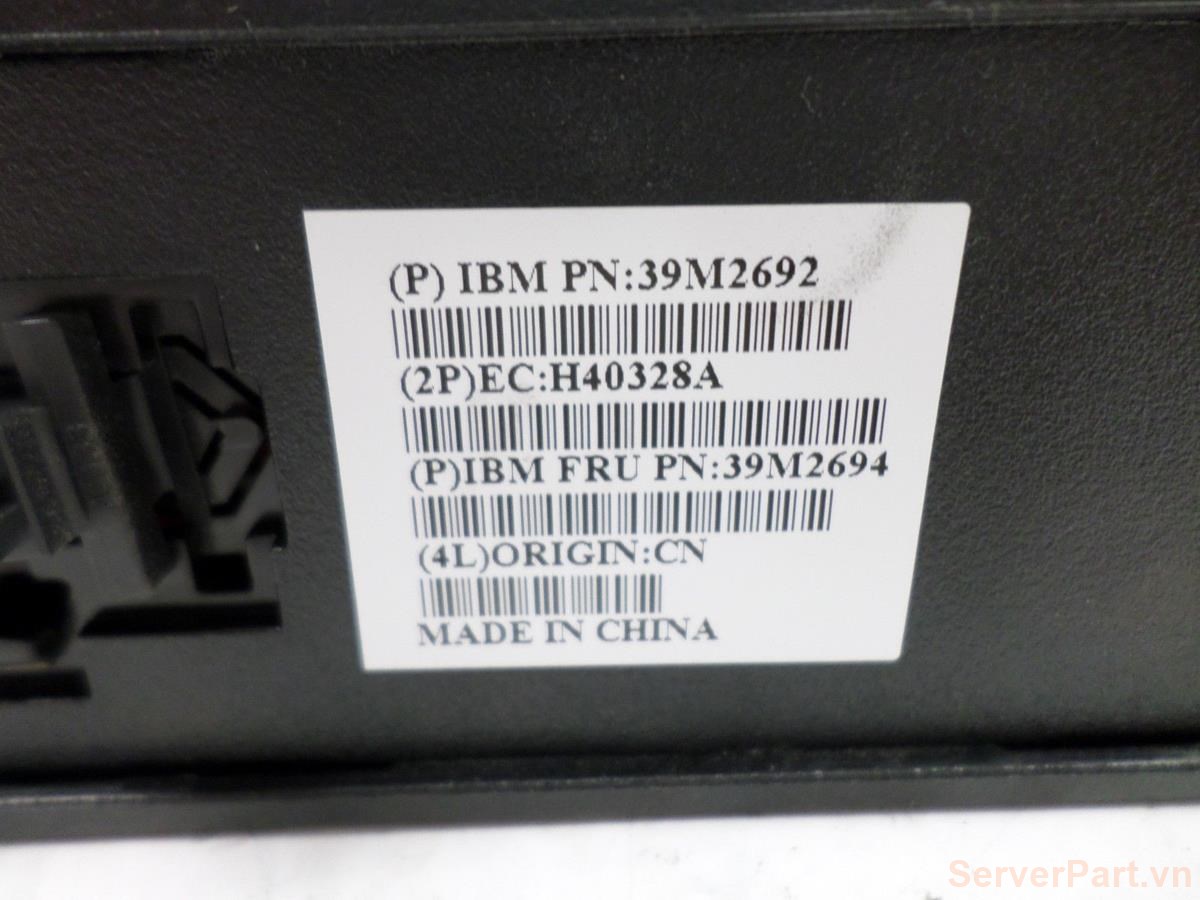 (P) IBM PN:39M2692
(2P)EC:H40328A
(P)IBM FRU PN:39M2694
(4L)ORIGIN:CN
MADE IN CHINA
ServerPart.vn